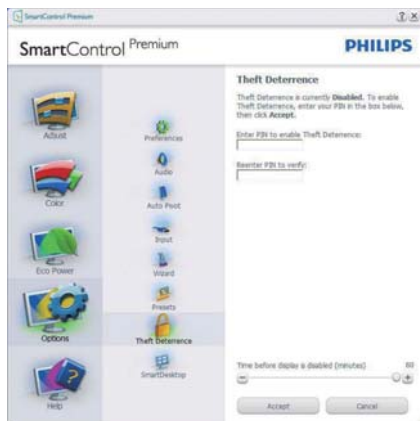 SmartControl Premium
SmartControl Premium
PHILIPS
Adjust
Color
Eco Power
Options
Help
Preferences
Audio
Auto Pivot
Input
Wizard
Presets
Theft Deterrence
SmartDesktop
Theft Deterrence
Theft Deterrence is currently Disabled. To enable
Theft Deterrence, enter your PIN in the box below,
then click Accept.
Enter PIN to enable Theft Deterrence:
Reenter PIN to verify:
Time before display is disabled (minutes)
Accept
Cancel